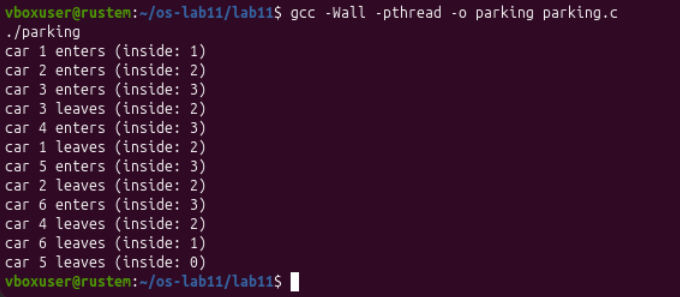 vboxuser@rustem:~/os-lab11/lab11$ gcc -Wall -pthread -o parking parking.c
./parking
car 1 enters (inside: 1)
car 2 enters (inside: 2)
car 3 enters (inside: 3)
car 3 leaves (inside: 2)
car 4 enters (inside: 3)
car 1 leaves (inside: 2)
car 5 enters (inside: 3)
car 2 leaves (inside: 2)
car 6 enters (inside: 3)
car 4 leaves (inside: 2)
car 6 leaves (inside: 1)
car 5 leaves (inside: 0)
vboxuser@rustem:~/os-lab11/lab11$